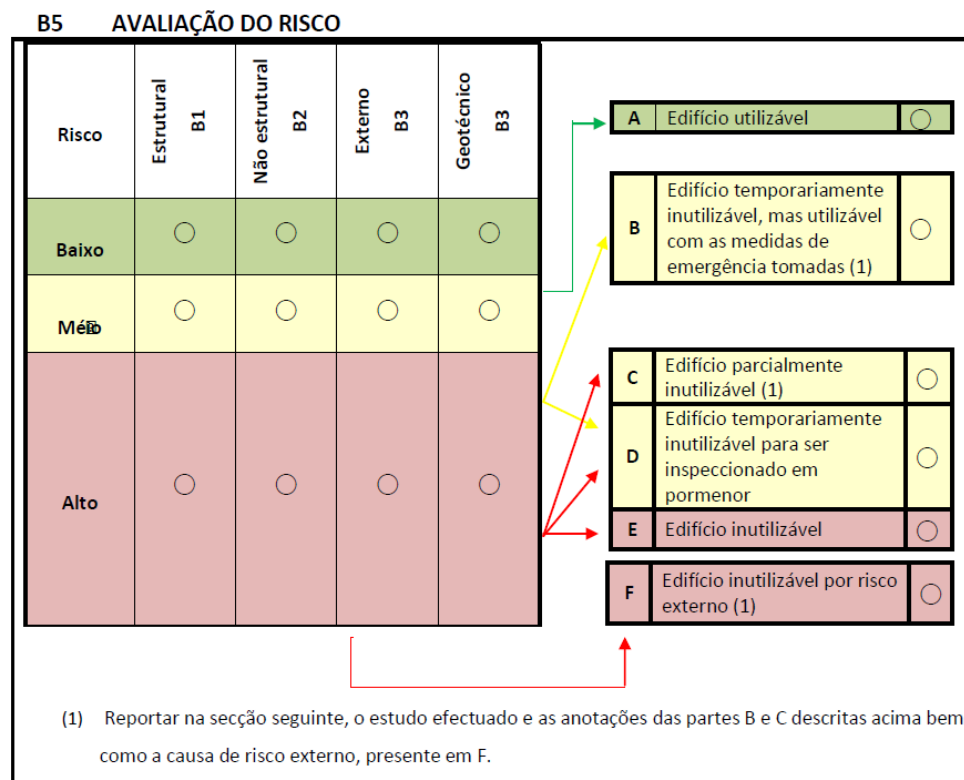 B5 AVALIAÇÃO DO RISCO
Risco
Estrutural
B1
Não estrutural
B2
Externo
B3
Geotécnico
B3
Baixo
Alto
A Edifício utilizável
B Edifício temporariamente
inutilizável, mas utilizável
com as medidas de
emergência tomadas (1)
C Edifício parcialmente
inutilizável (1)
D Edifício temporariamente
inutilizável para ser
inspeccionado em
pormenor
E Edifício inutilizável
F Edifício inutilizável por risco
externo (1)
(1) Reportar na secção seguinte, o estudo efectuado e as anotações das partes B e C descritas acima bem
como a causa de risco externo, presente em F.